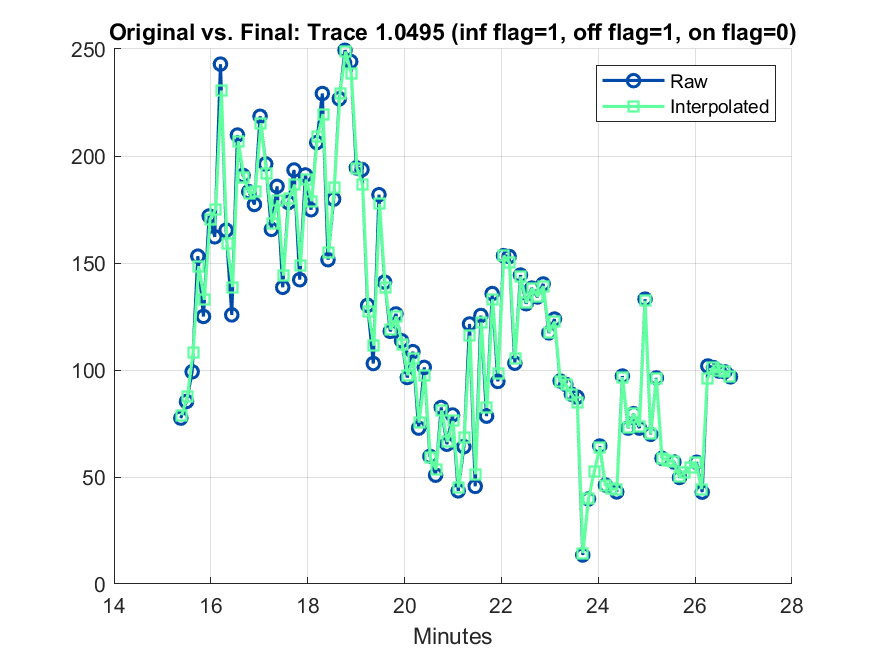 Original vs. Final: Trace 1.0495 (inf flag=1, off flag=1, on flag=0)
250
200
150
100
50
0
Raw
Interpolated
14 16 18 20 22 24 26 28
Minutes